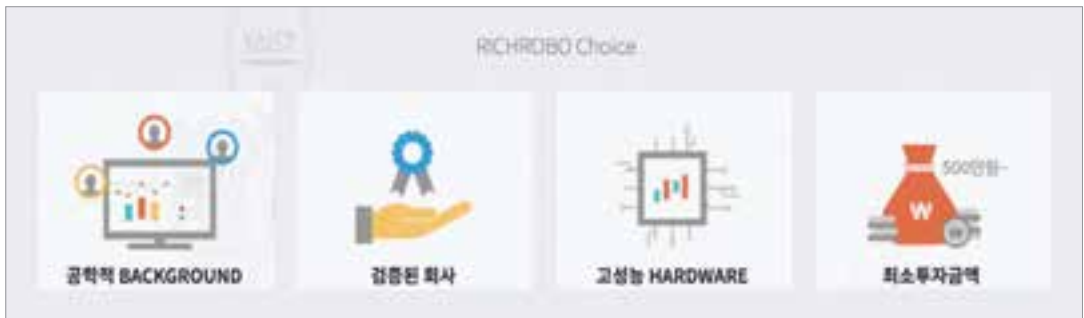 RICHROBO Choice
500만원~
공학적 BACKGROUND
검증된 회사
고성능 HARDWARE
최소투자금액